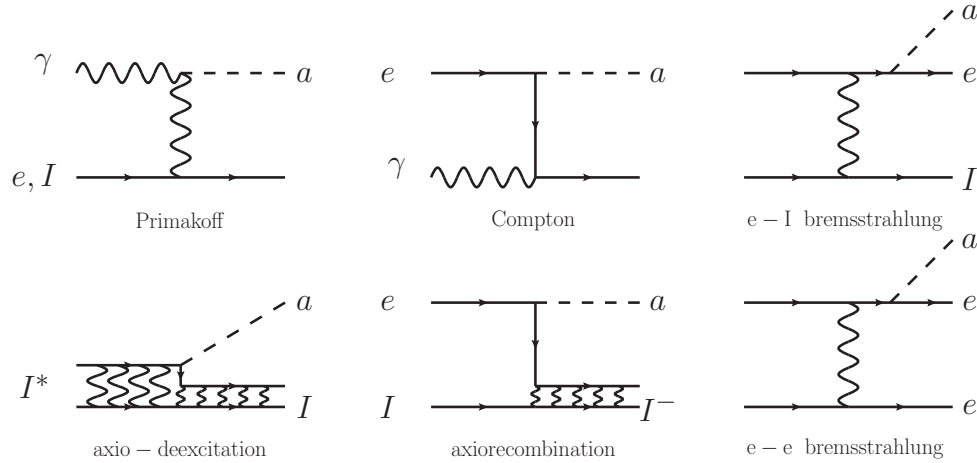 γ a e a a e
e, I γ I
Primakoff Compton e − I bremsstrahlung
a e a a e
I* I I I⁻ e
axio − deexcitation axiorecombination e − e bremsstrahlung